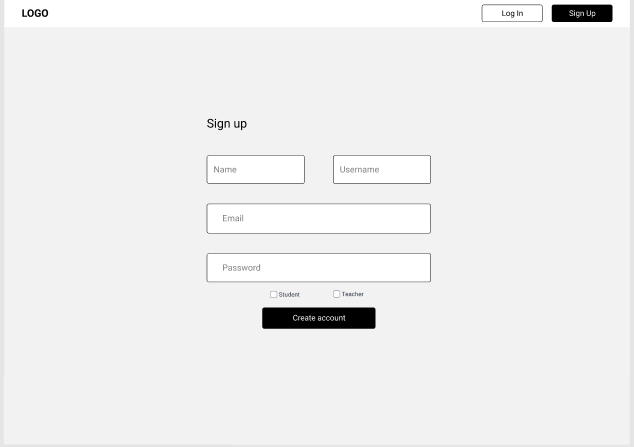 LOGO Log In Sign Up
Sign up
Name Username
Email
Password
Student Teacher
Create account